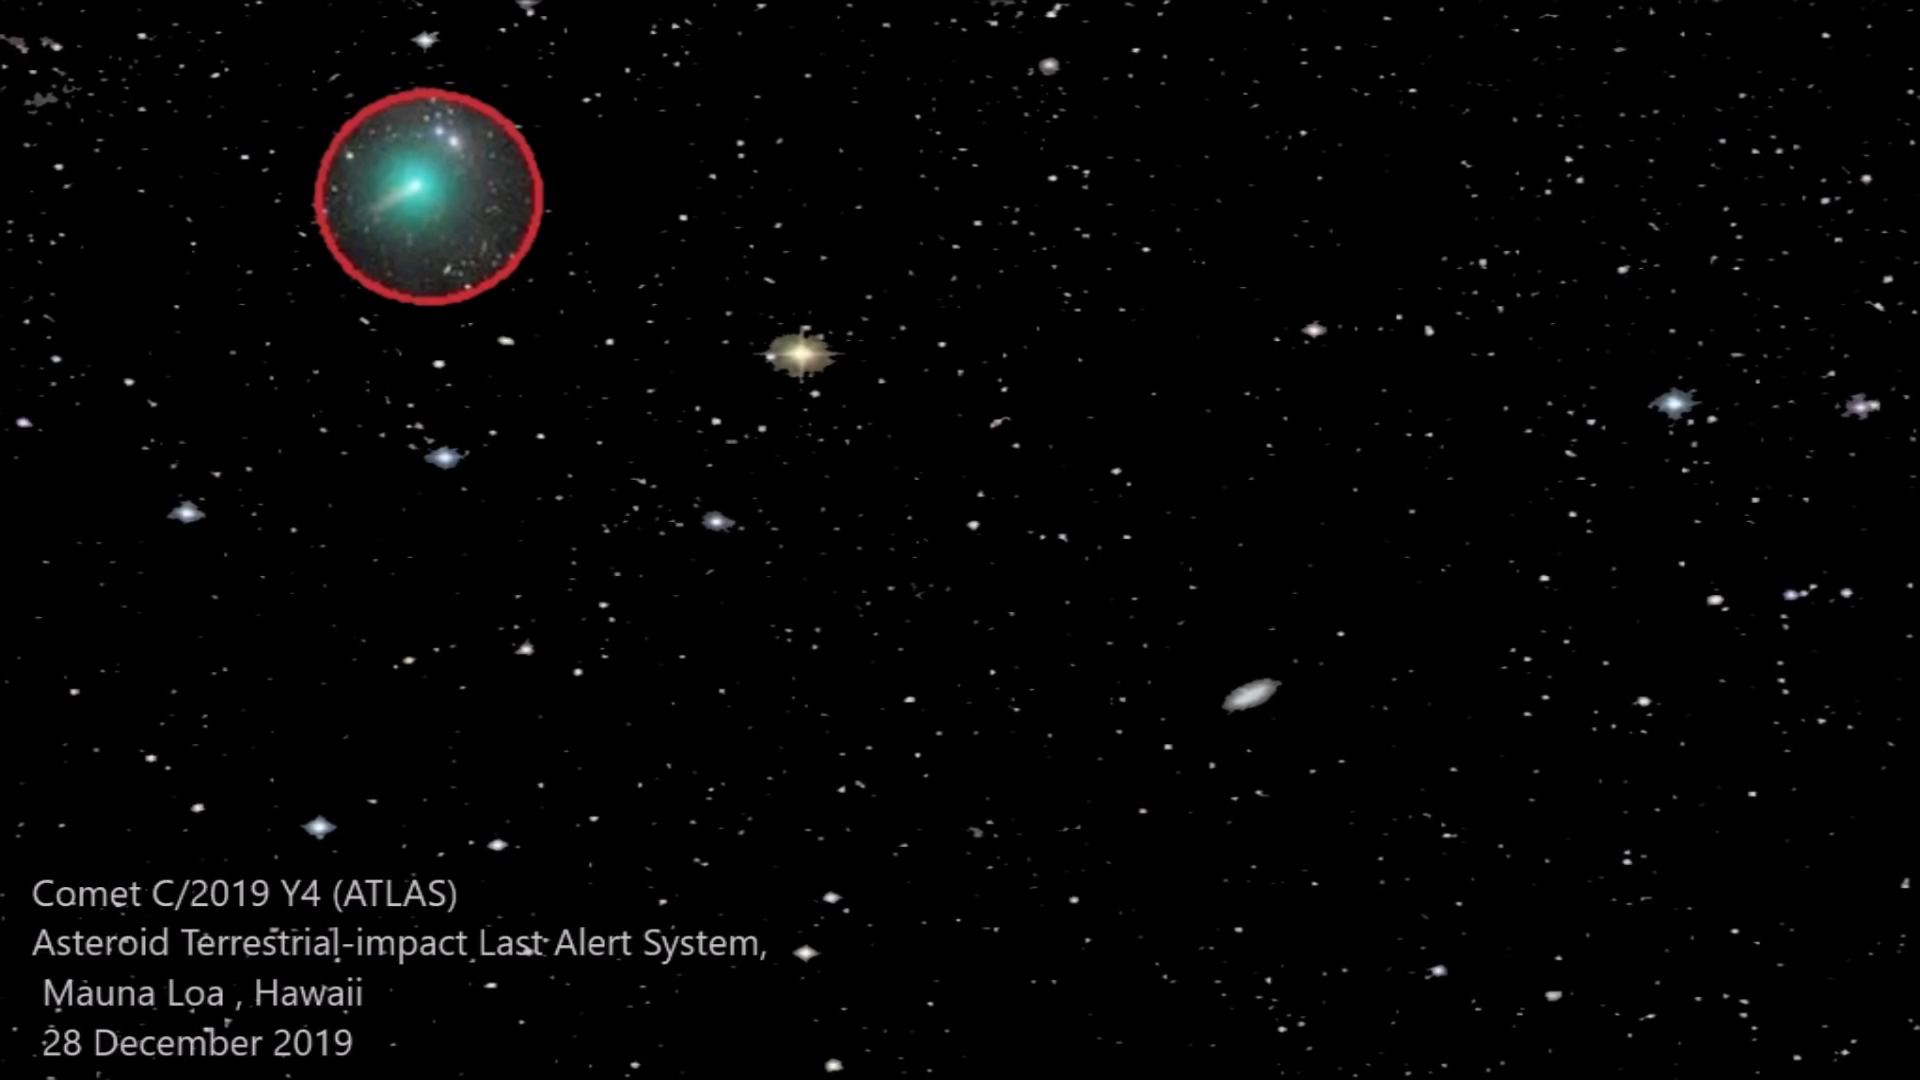 Comet C/2019 Y4 (ATLAS)
Asteroid Terrestrial-impact Last Alert System,
Mauna Loa , Hawaii
28 December 2019